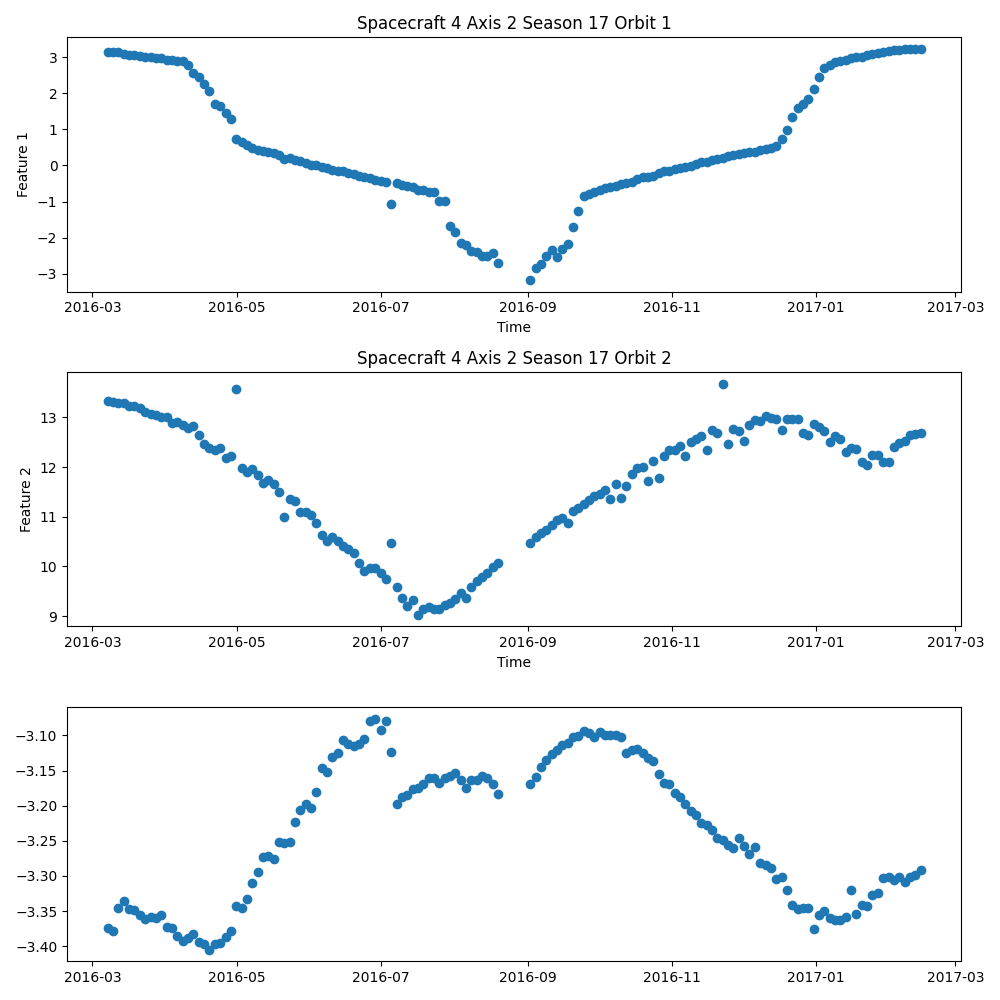 Spacecraft 4 Axis 2 Season 17 Orbit 1
3
2
1
0
−1
−2
−3
Feature 1
2016-03 2016-05 2016-07 2016-09 2016-11 2017-01 2017-03
Time
Spacecraft 4 Axis 2 Season 17 Orbit 2
13
12
11
10
9
Feature 2
2016-03 2016-05 2016-07 2016-09 2016-11 2017-01 2017-03
Time
−3.10
−3.15
−3.20
−3.25
−3.30
−3.35
−3.40
2016-03 2016-05 2016-07 2016-09 2016-11 2017-01 2017-03